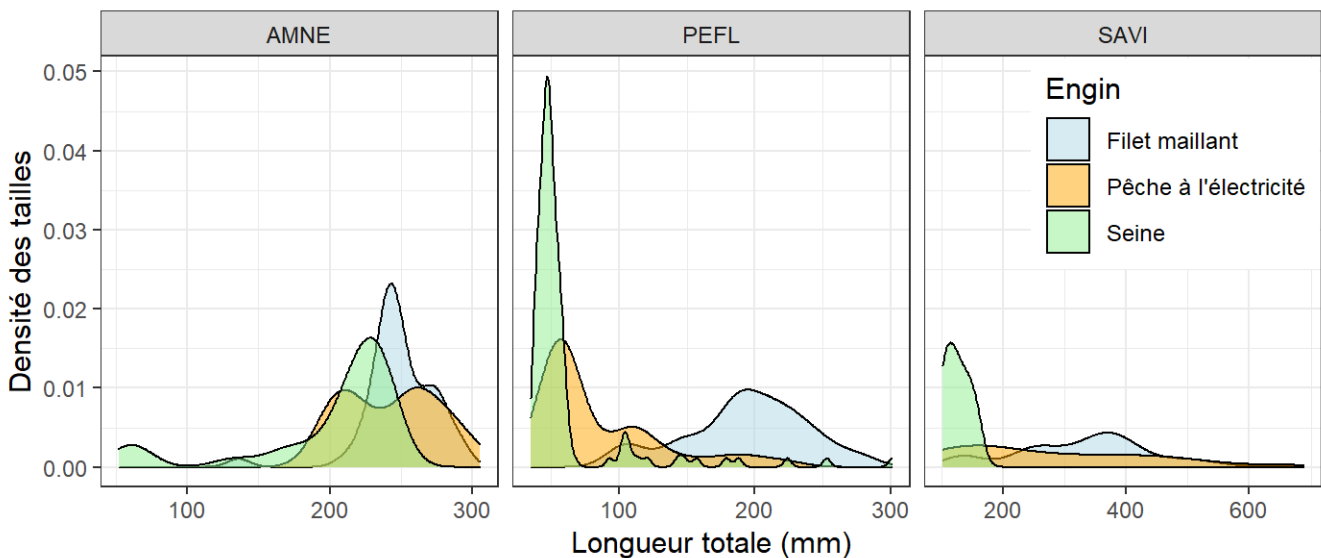 AMNE
PEFL
SAVI
Densité des tailles
0.05
0.04
0.03
0.02
0.01
0.00
Engin
Filet maillant
Pêche à l'électricité
Seine
100
200
300
100
200
300
200
400
600
Longueur totale (mm)